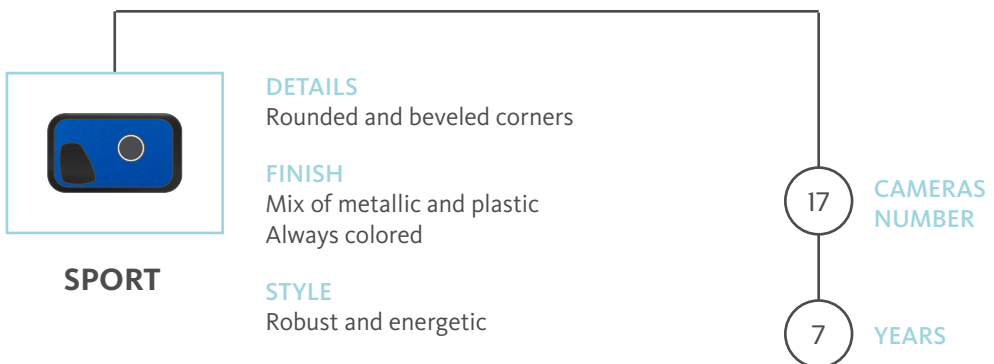 DETAILS
Rounded and beveled corners
FINISH
Mix of metallic and plastic
Always colored
SPORT
STYLE
Robust and energetic
17
CAMERAS
NUMBER
7
YEARS